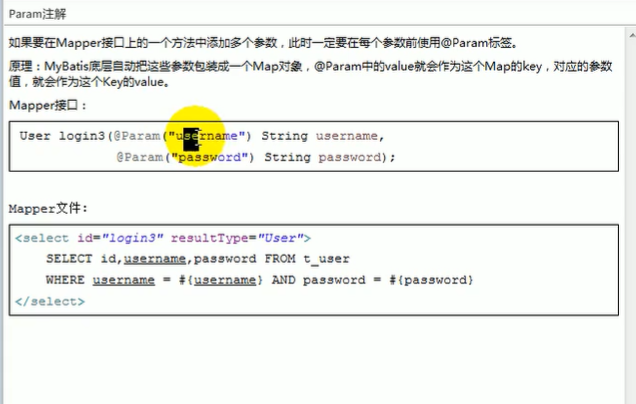 Param注解
如果要在Mapper接口上的一个方法中添加多个参数，此时一定要在每个参数前使用@Param标签。
原理：MyBatis底层自动把这些参数包装成一个Map对象，@Param中的value就会作为这个Map的key，对应的参数
值，就会作为这个Key的value。
Mapper接口：
User login3(@Param("username") String username,
@Param("password") String password);
Mapper文件:
<select id="login3" resultType="User">
SELECT id,username,password FROM t_user
WHERE username = #{username} AND password = #{password}
</select>